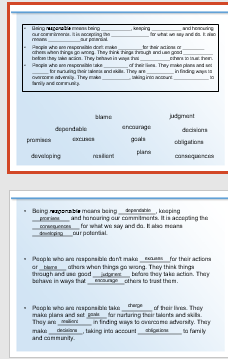 • Being responsible means being ________, keeping ________ and honouring
our commitments. It is accepting the ________ for what we say and do. It also
means ________our potential.
• People who are responsible don't make ________ for their actions or ________
others when things go wrong. They think things through and use good ________
before they take action. They behave in ways that ________others to trust them.
• People who are responsible take ________ of their lives. They make plans and set
________ for nurturing their talents and skills. They are ________ in finding ways to
overcome adversity. They make ________, taking into account ________to
family and community.
blame judgment
dependable encourage decisions
promises excuses goals obligations
developing resilient plans consequences
• Being responsible means being dependable, keeping
promises and honouring our commitments. It is accepting the
consequences for what we say and do. It also means
developing our potential.
• People who are responsible don't make excuses for their actions
or blame others when things go wrong. They think things
through and use good judgment before they take action. They
behave in ways that encourage others to trust them.
• People who are responsible take charge of their lives. They
make plans and set goals for nurturing their talents and
skills. They are resilient in finding ways to overcome adversity. They
make decisions, taking into account obligations to family
and community.